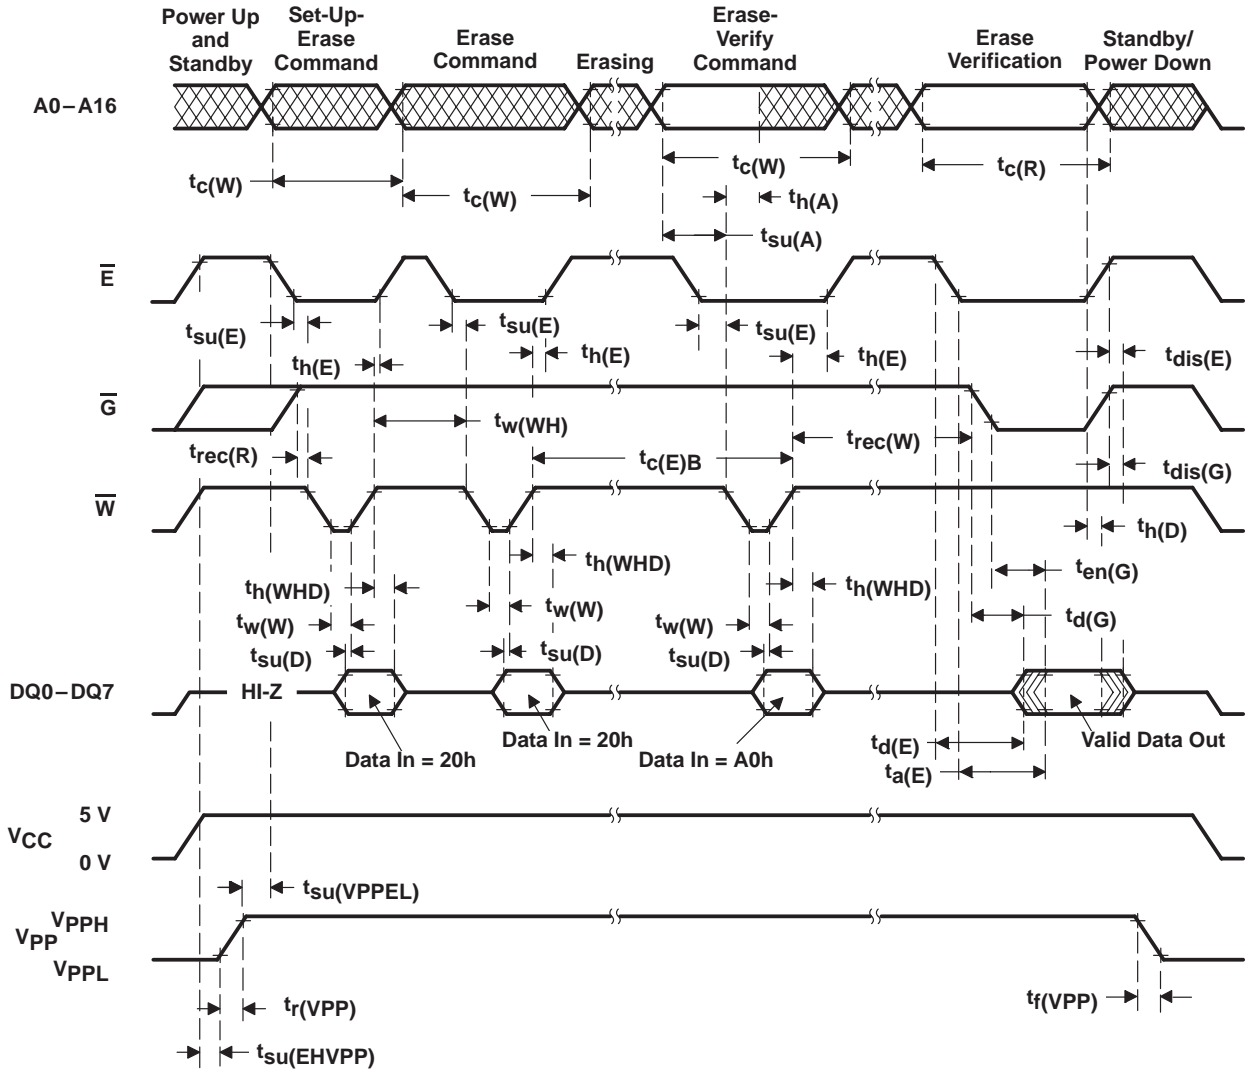 Power Up
and
Standby
Set-Up-
Erase
Command
Erase
Command
Erasing
Erase-
Verify
Command
Erase
Verification
Standby/
Power Down
A0–A16
tc(W)
tc(W)
tc(W)
tc(R)
th(A)
tsu(A)
E
tsu(E)
tsu(E)
tsu(E)
th(E)
th(E)
th(E)
tdis(E)
G
tw(WH)
trec(W)
trec(R)
tc(E)B
tdis(G)
W
th(D)
th(WHD)
th(WHD)
th(WHD)
ten(G)
tw(W)
tw(W)
tw(W)
td(G)
tsu(D)
tsu(D)
tsu(D)
DQ0–DQ7
HI-Z
Data In = 20h
Data In = 20h
Data In = A0h
Valid Data Out
td(E)
ta(E)
5 V
VCC
0 V
tsu(VPPEL)
VPPH
VPP
VPPL
tr(VPP)
tf(VPP)
tsu(EHVPP)